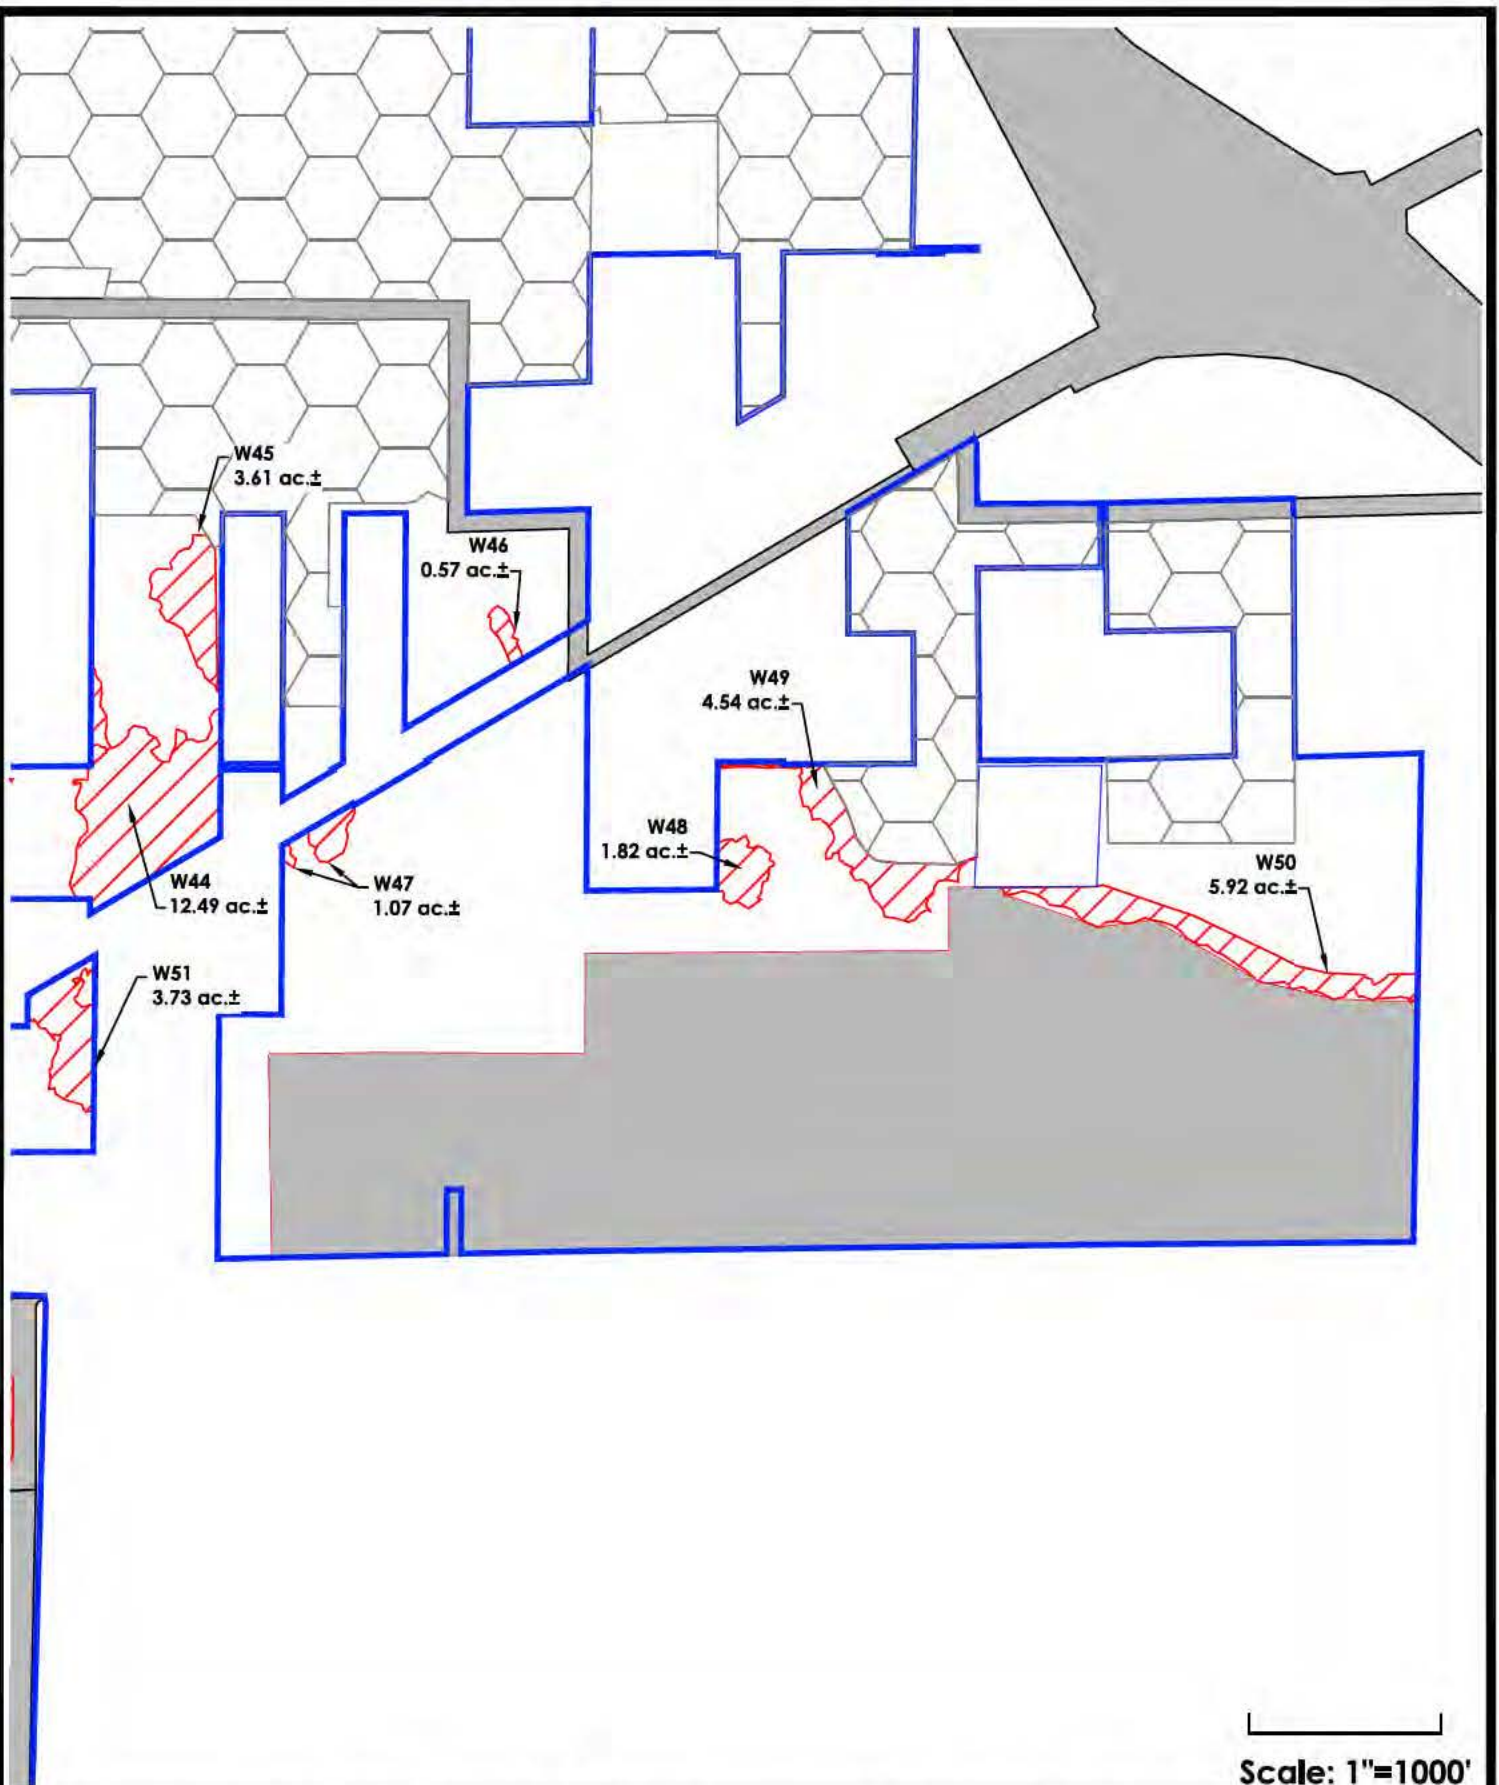 W45
3.61 ac.±
W46
0.57 ac.±
W49
4.54 ac.±
W48
1.82 ac.±
W50
5.92 ac.±
W44
12.49 ac.±
W47
1.07 ac.±
W51
3.73 ac.±
Scale: 1"=1000'